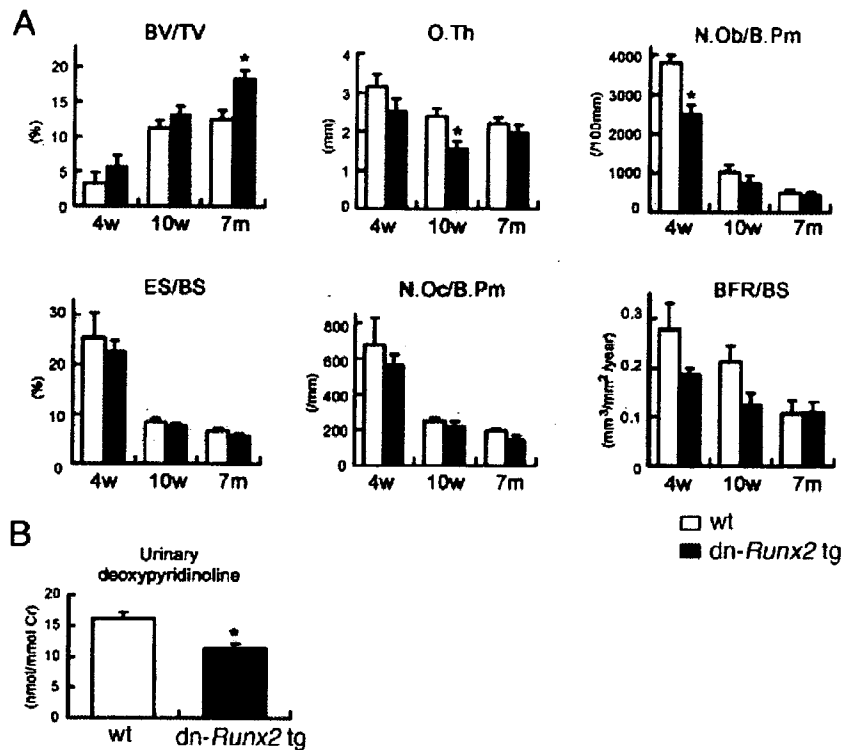 A
BV/TV
(%)
20
15
10
5
0
4w 10w 7m
*
O.Th
(mm)
4
3
2
1
0
4w 10w 7m
*
N.Ob/B.Pm
(/100mm)
4000
3000
2000
1000
4w 10w 7m
*
ES/BS
(%)
20
10
0
4w 10w 7m
N.Oc/B.Pm
(/mm)
800
600
400
200
4w 10w 7m
BFR/BS
(mm³/mm²/year)
0.3
0.2
0.1
0
4w 10w 7m
wt
dn-Runx2 tg
B
Urinary
deoxypyridinoline
(nmol/mmol Cr)
20
15
10
5
0
*
wt dn-Runx2 tg